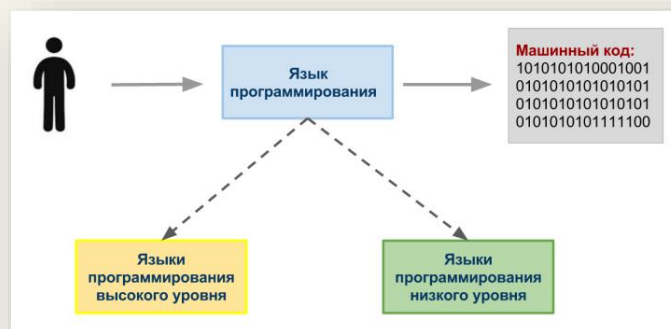 Язык
программирования
Машинный код:
1010101010001001
0101010101010101
0101010101010101
0101010101111100
Языки
программирования
высокого уровня
Языки
программирования
низкого уровня